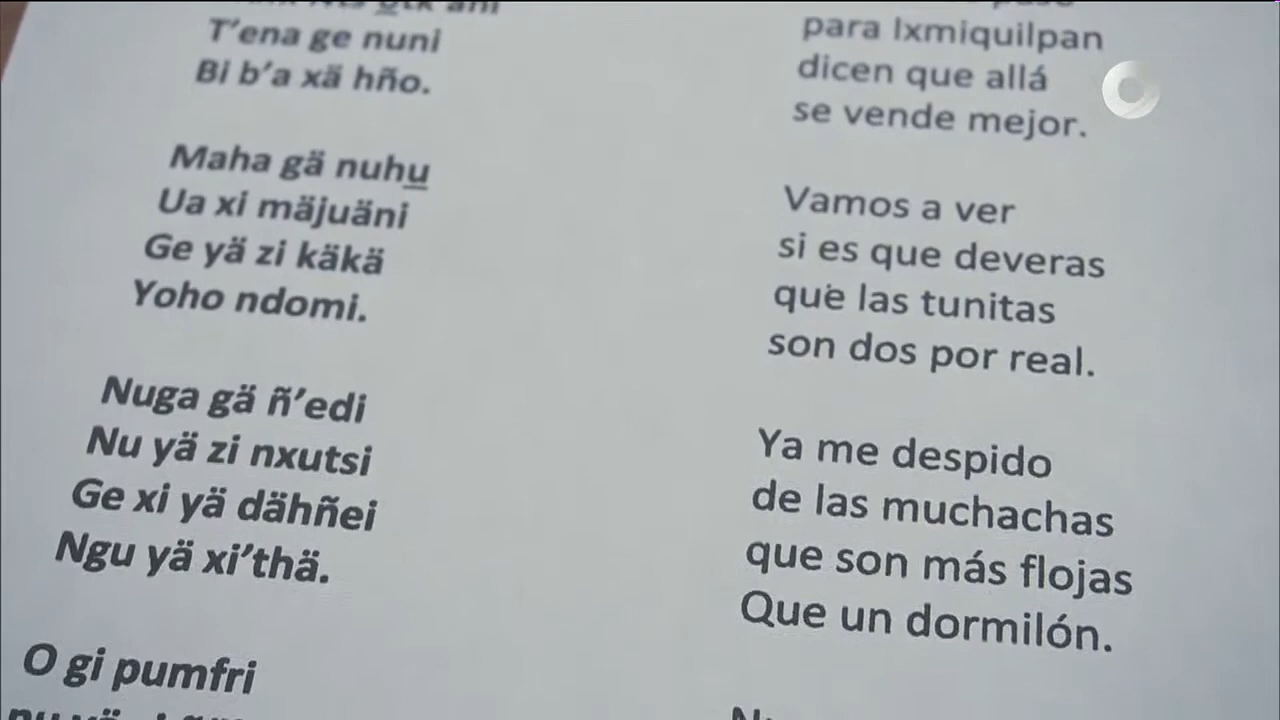 T'ena ge nuni
Bi b'a xä hño.
Maha gä nuhu̲
Ua xi mäjuäni
Ge yä zi käkä
Yoho ndomi.
Nuga gä ñ'edi
Nu yä zi nxutsi
Ge xi yä dähñei
Ngu yä xi'thä.
O gi pumfri
para Ixmiquilpan
dicen que allá
se vende mejor.
Vamos a ver
si es que deveras
que las tunitas
son dos por real.
Ya me despido
de las muchachas
que son más flojas
Que un dormilón.